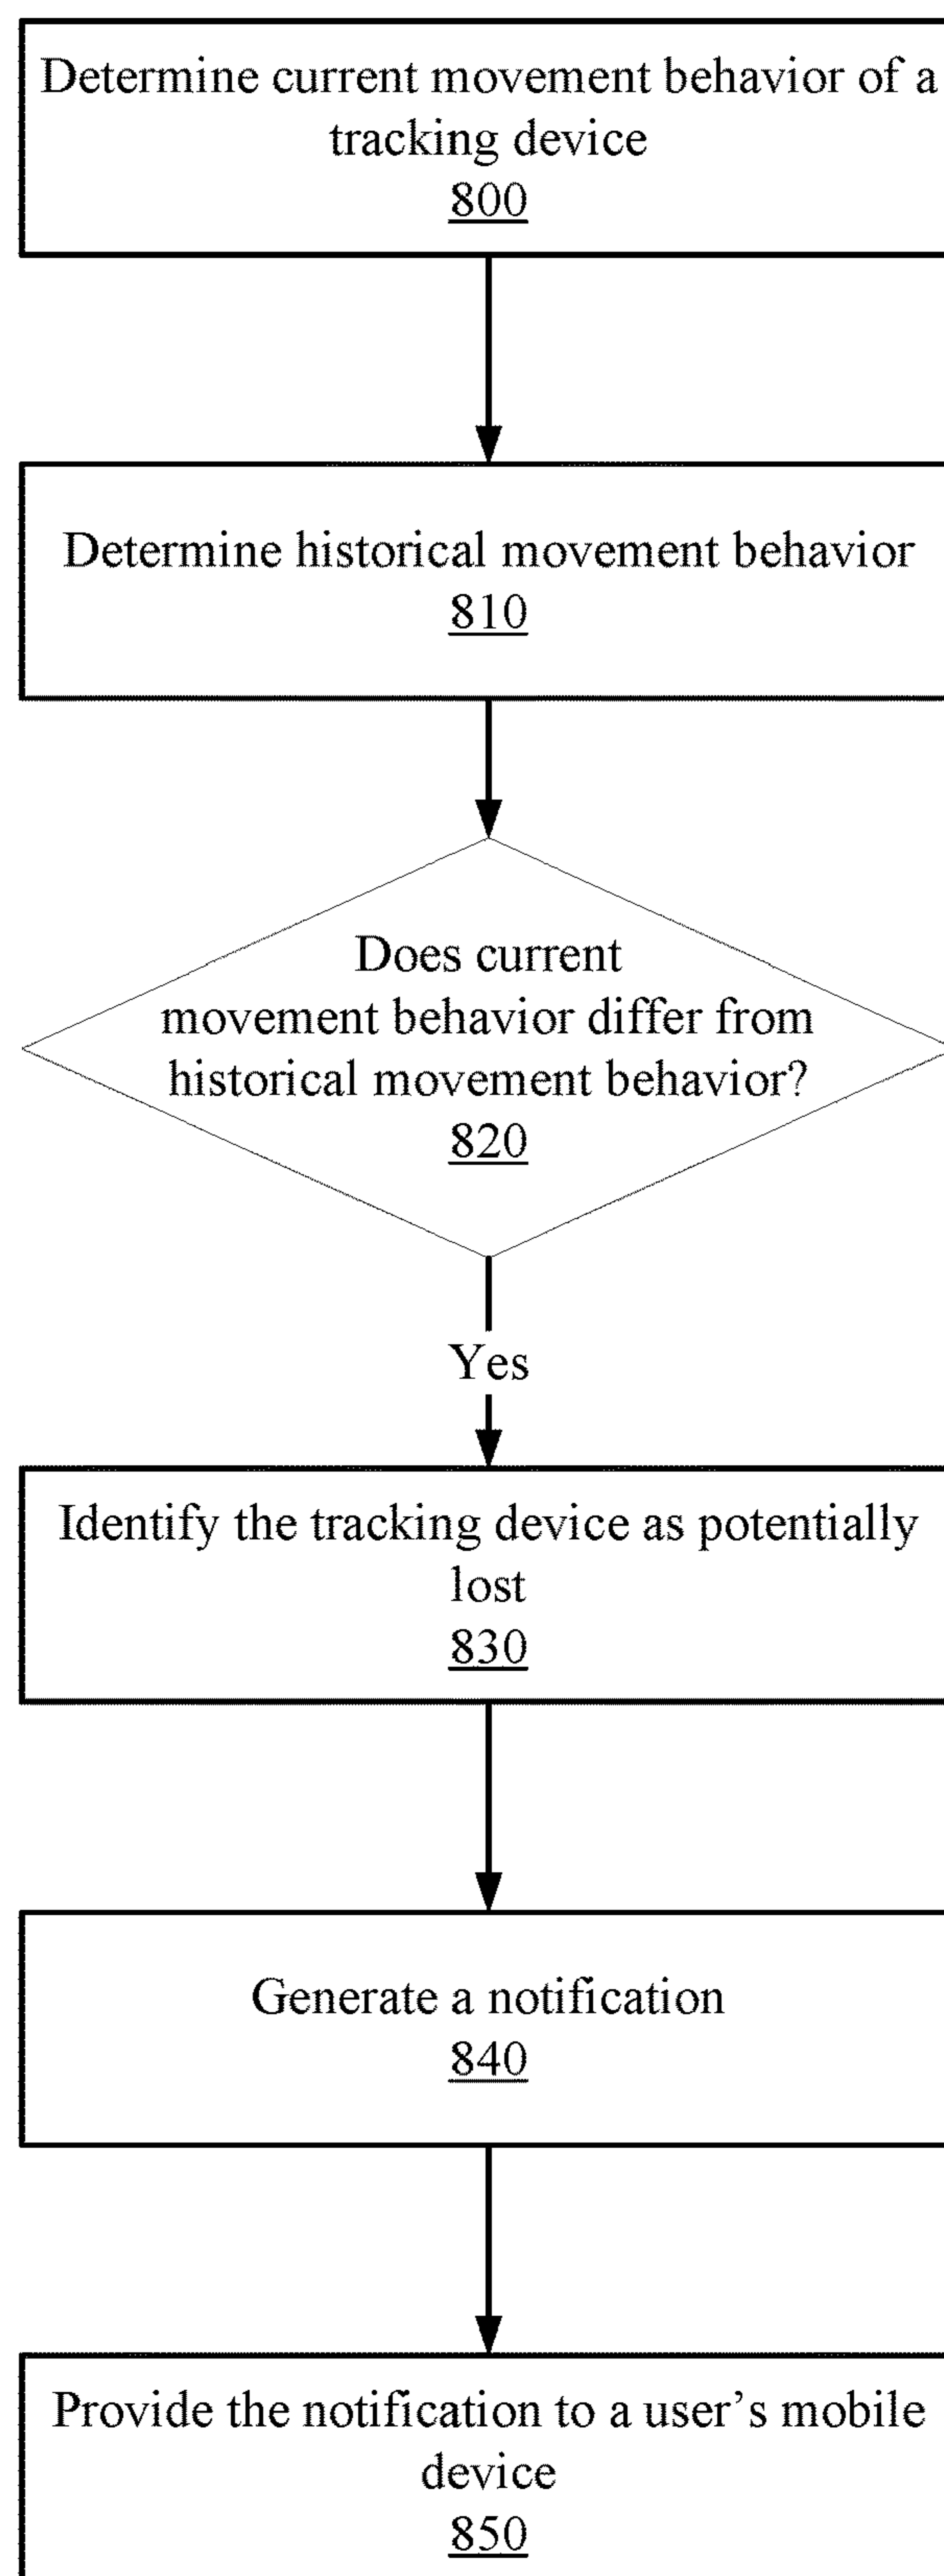 Determine current movement behavior of a
tracking device
800
Determine historical movement behavior
810
Does current
movement behavior differ from
historical movement behavior?
820
Yes
Identify the tracking device as potentially
lost
830
Generate a notification
840
Provide the notification to a user’s mobile
device
850